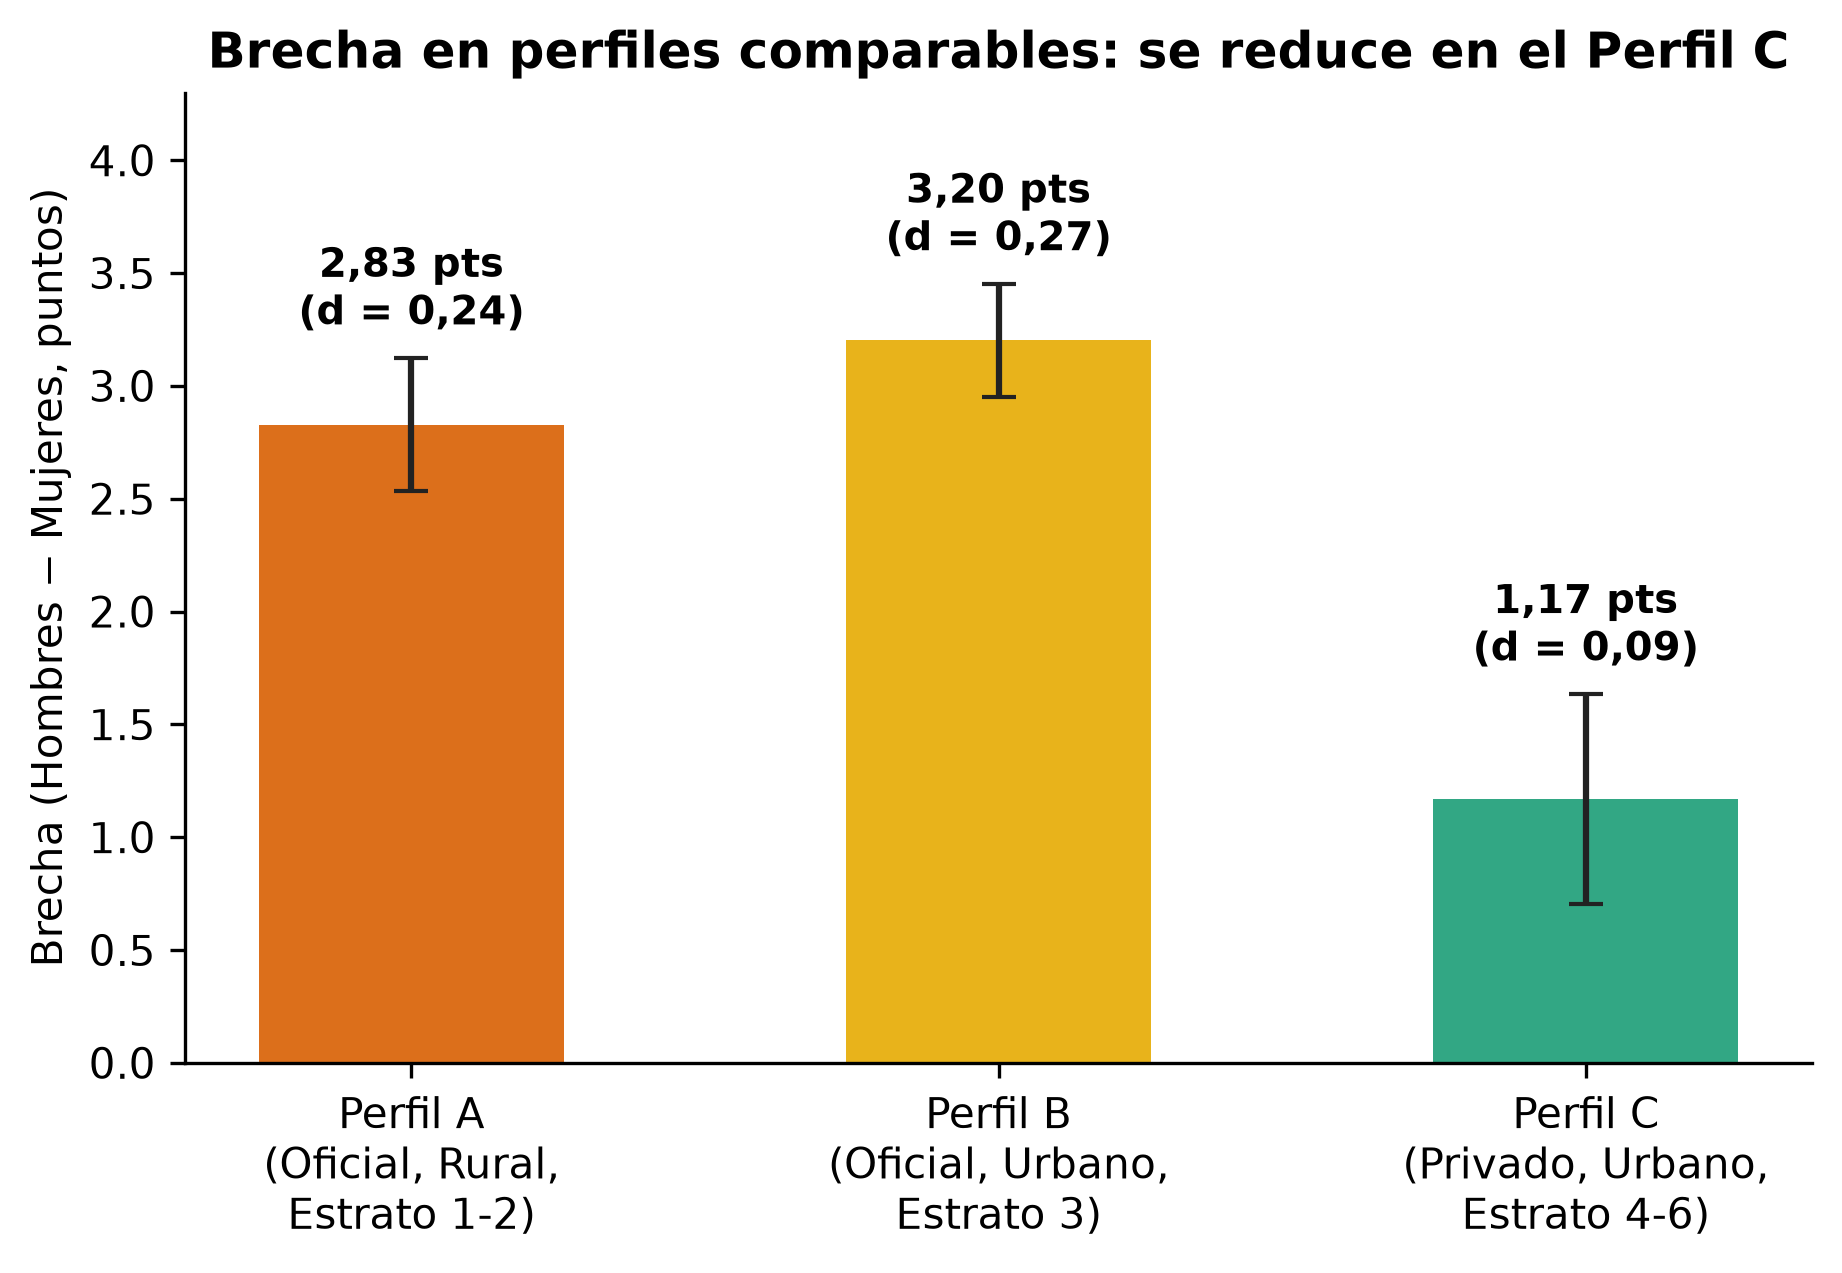 Brecha en perfiles comparables: se reduce en el Perfil C
Brecha (Hombres − Mujeres, puntos)
4.0
3.5
3.0
2.5
2.0
1.5
1.0
0.5
0.0
2,83 pts
(d = 0,24)
3,20 pts
(d = 0,27)
1,17 pts
(d = 0,09)
Perfil A
(Oficial, Rural,
Estrato 1-2)
Perfil B
(Oficial, Urbano,
Estrato 3)
Perfil C
(Privado, Urbano,
Estrato 4-6)